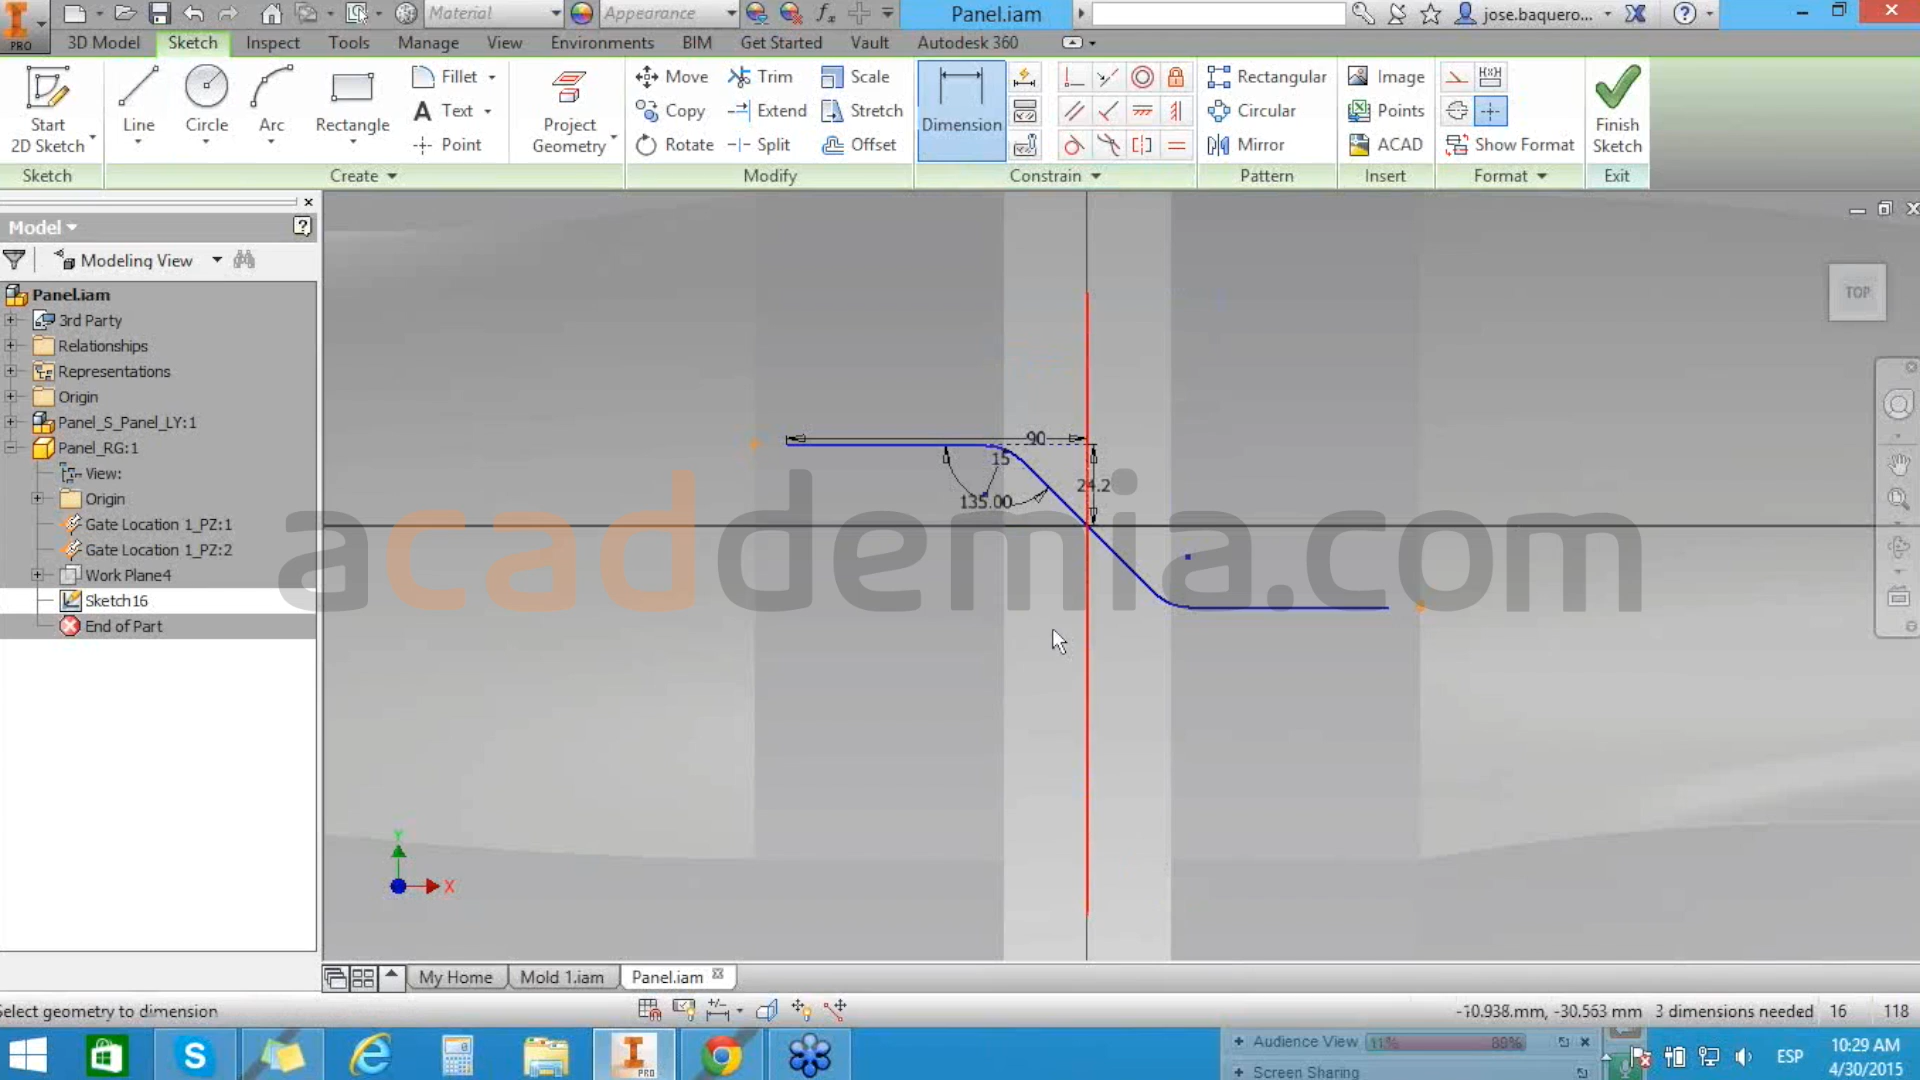 Material
Appearance
Panel.iam
jose.baquero...
PRO
3D Model
Sketch
Inspect
Tools
Manage
View
Environments
BIM
Get Started
Vault
Autodesk 360
Start
2D Sketch
Line
Circle
Arc
Rectangle
Fillet
Text
Point
Project
Geometry
Move
Copy
Rotate
Trim
Extend
Split
Scale
Stretch
Offset
Dimension
Rectangular
Circular
Mirror
Image
Points
ACAD
Show Format
Finish
Sketch
Sketch
Create
Modify
Constrain
Pattern
Insert
Format
Exit
Model
Modeling View
Panel.iam
3rd Party
Relationships
Representations
Origin
Panel_S_Panel_LY:1
Panel_RG:1
View:
Origin
Gate Location 1_PZ:1
Gate Location 1_PZ:2
Work Plane4
Sketch16
End of Part
TOP
90
15
24.2
135.00
acaddemia.com
Y
X
My Home
Mold 1.iam
Panel.iam
Select geometry to dimension
-10.938.mm, -30.563 mm
3 dimensions needed
16
118
Audience View
11%
88%
Screen Sharing
PRO
ESP
10:29 AM
4/30/2015